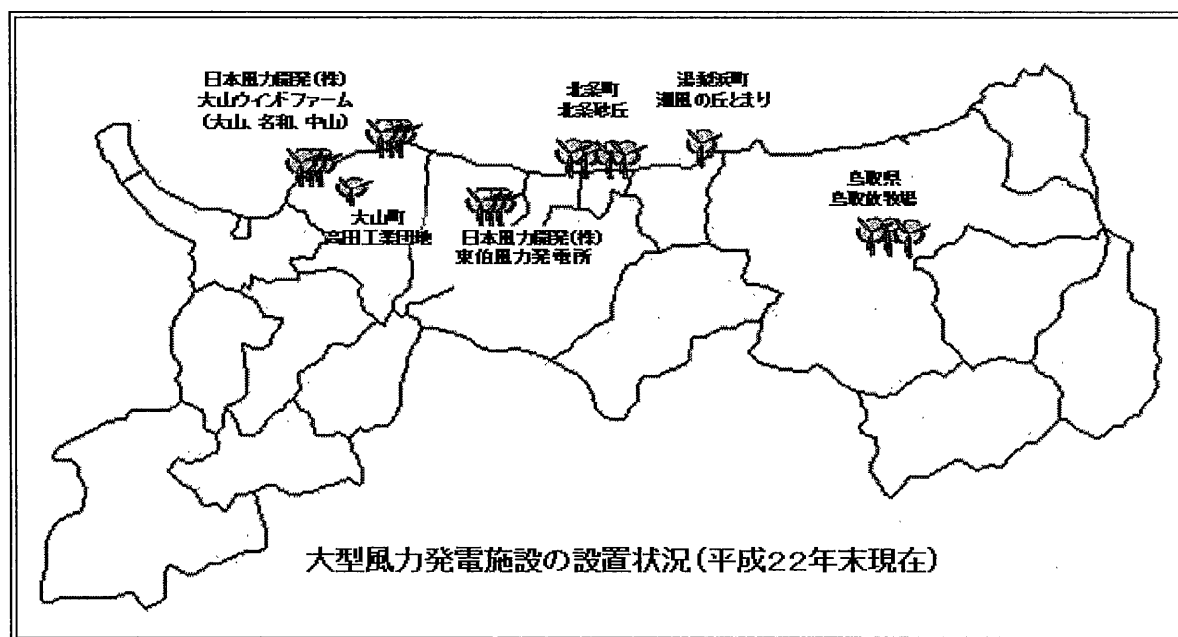 日本風力開発(株)
大山ウインドファーム
(大山、名和、中山)
北条町
北条砂丘
湯梨浜町
潮風の丘とまり
鳥取県
鳥取放牧場
大山町
高田工業団地
日本風力開発(株)
東伯風力発電所
大型風力発電施設の設置状況(平成22年末現在)